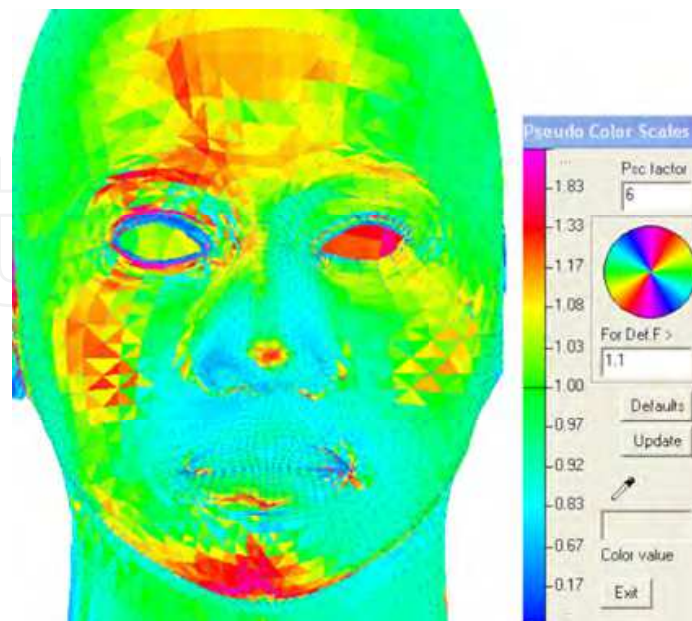 Pseudo Color Scales
...
1.83
1.33
1.17
1.08
1.03
1.00
0.97
0.92
0.83
0.67
0.17
...
Psc factor
6
For Def.F >
1.1
Defaults
Update
Color value
Exit